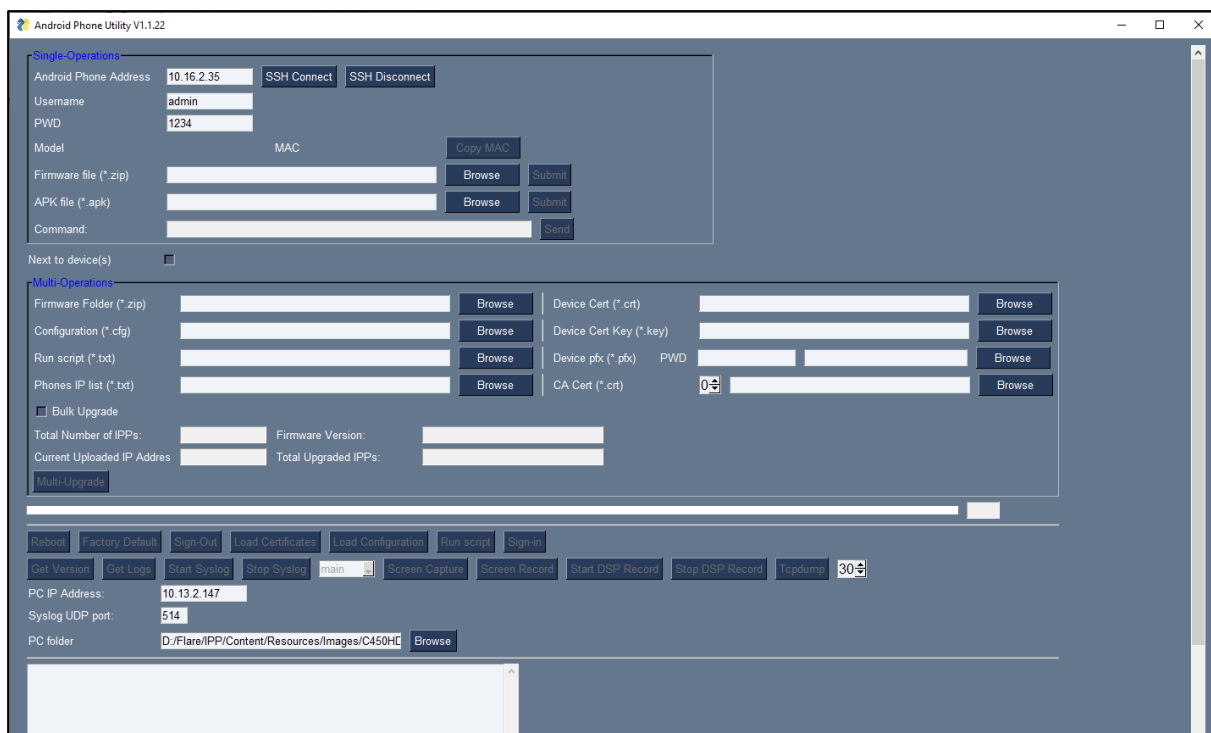 Android Phone Utility V1.1.22
Single-Operations
Android Phone Address 10.16.2.35 SSH Connect SSH Disconnect
Username admin
PWD 1234
Model MAC Copy MAC
Firmware file (*.zip) Browse Submit
APK file (*.apk) Browse Submit
Command: Send
Next to device(s)
Multi-Operations
Firmware Folder (*.zip) Browse Device Cert (*.crt) Browse
Configuration (*.cfg) Browse Device Cert Key (*.key) Browse
Run script (*.txt) Browse Device pfx (*.pfx) PWD Browse
Phones IP list (*.txt) Browse CA Cert (*.crt) 0 Browse
Bulk Upgrade
Total Number of IPPs: Firmware Version:
Current Uploaded IP Addres Total Upgraded IPPs:
Multi-Upgrade
Reboot Factory Default Sign-Out Load Certificates Load Configuration Run script Sign-in
Get Version Get Logs Start Syslog Stop Syslog main Screen Capture Screen Record Start DSP Record Stop DSP Record Tcpdump 30
PC IP Address: 10.13.2.147
Syslog UDP port: 514
PC folder D:/Flare/IPP/Content/Resources/Images/C450HD Browse